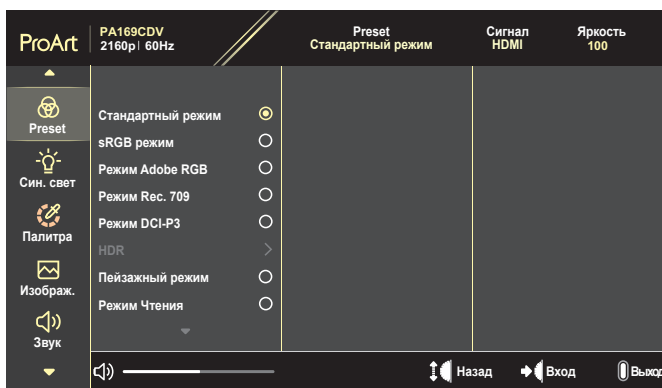 ProArt
PA169CDV
2160p | 60Hz
Preset
Стандартный режим
Сигнал
HDMI
Яркость
100
Preset
Син. свет
Палитра
Изображ.
Звук
Стандартный режим
sRGB режим
Режим Adobe RGB
Режим Rec. 709
Режим DCI-P3
HDR
Пейзажный режим
Режим Чтения
Назад
Вход
Выход